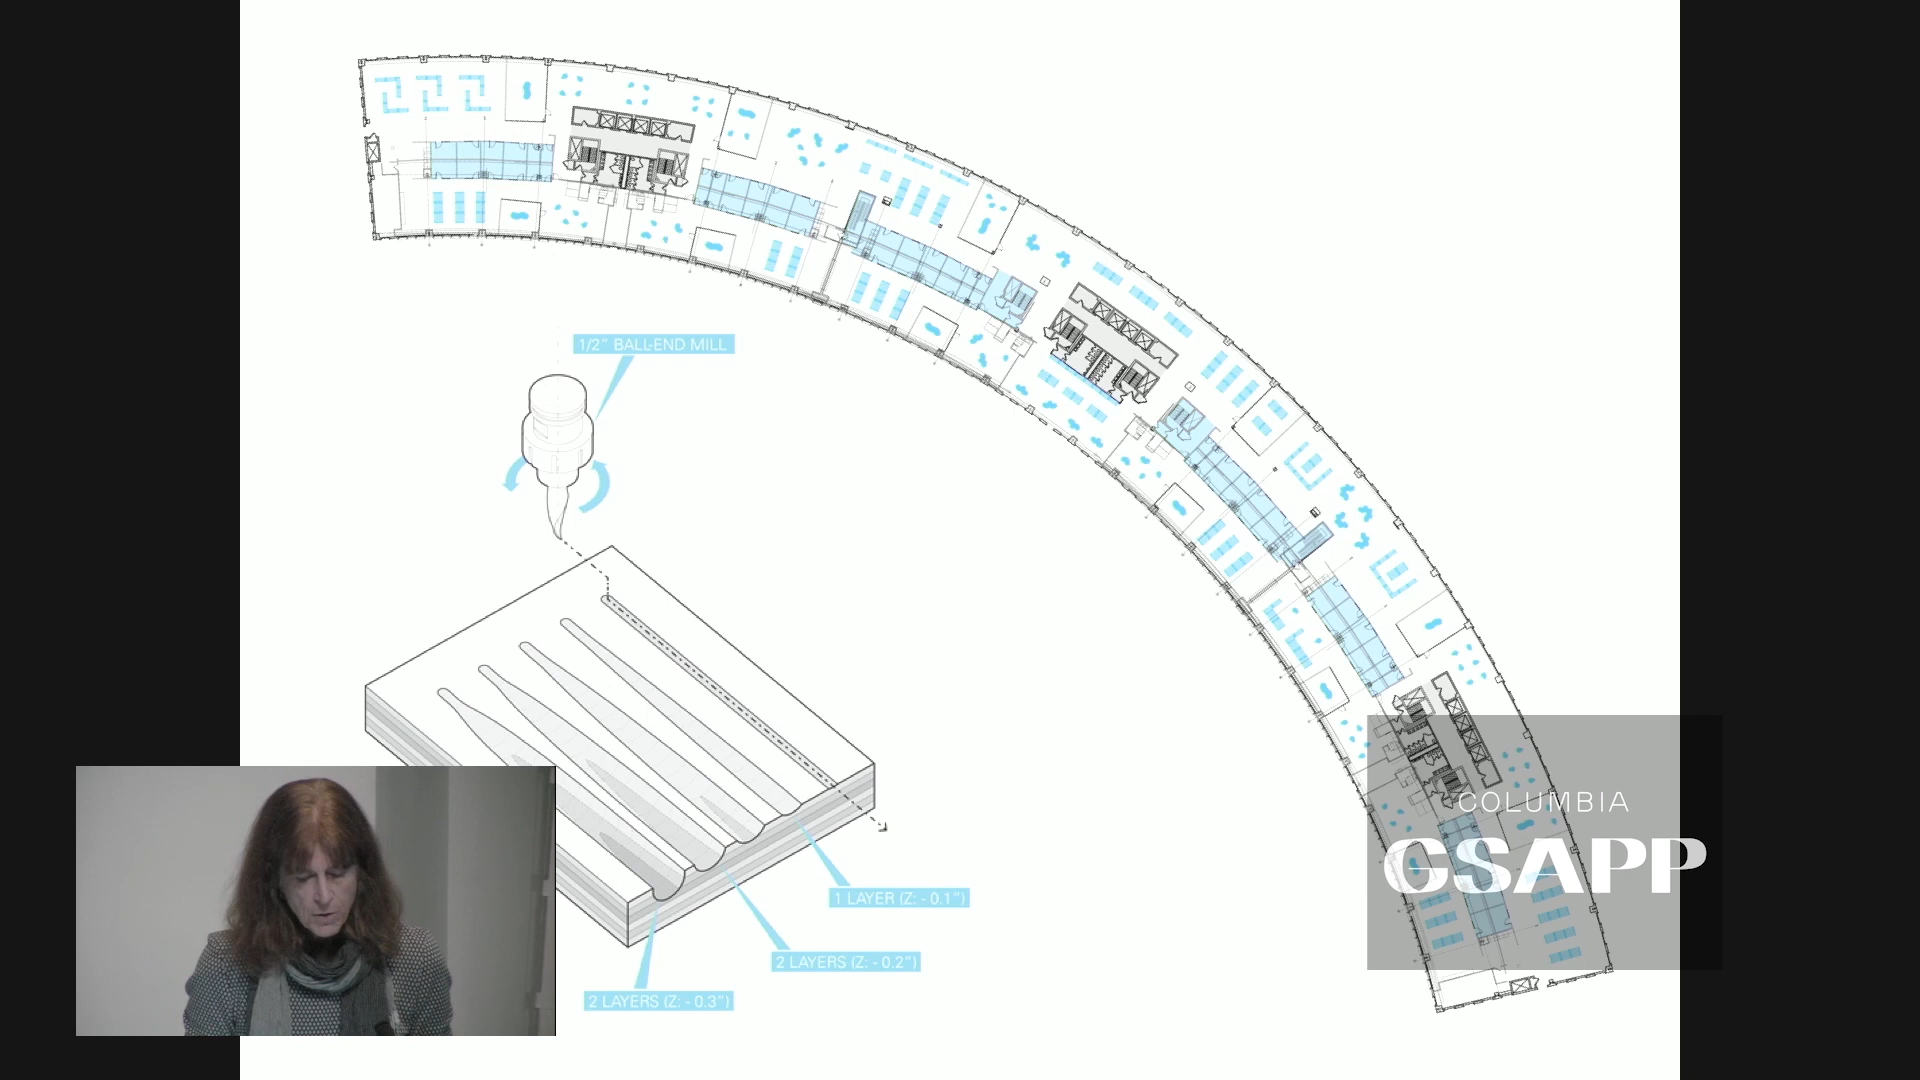 1/2" BALL-END MILL
1 LAYER (Z: - 0.1")
2 LAYERS (Z: - 0.2")
2 LAYERS (Z: - 0.3")
COLUMBIA
GSAPP